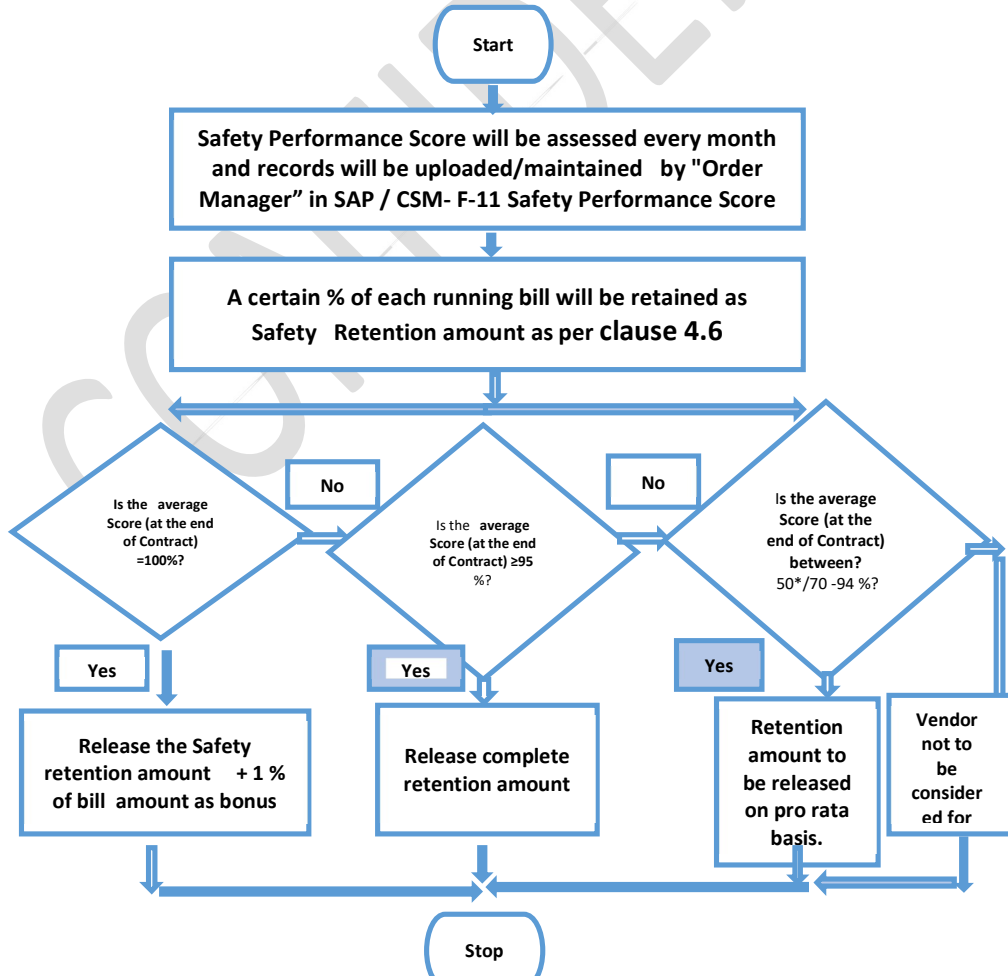 Start
Safety Performance Score will be assessed every month
and records will be uploaded/maintained by "Order
Manager” in SAP / CSM- F-11 Safety Performance Score
A certain % of each running bill will be retained as
Safety Retention amount as per clause 4.6
Is the average
Score (at the end
of Contract)
=100%?
No
Is the average
Score (at the end
of Contract) ≥95
%?
No
Is the average
Score (at the
end of Contract)
between?
50*/70 -94 %?
Yes
Yes
Yes
Release the Safety
retention amount + 1 %
of bill amount as bonus
Release complete
retention amount
Retention
amount to
be released
on pro rata
basis.
Vendor
not to
be
consider
ed for
Stop